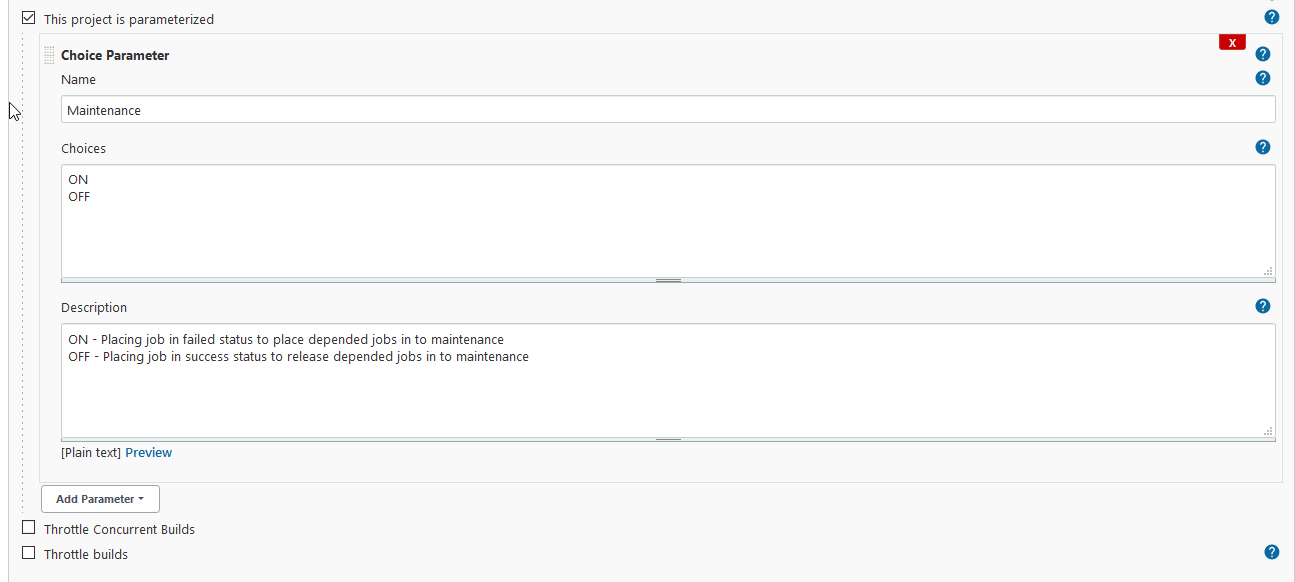 This project is parameterized
?
X
Choice Parameter
?
Name
?
Maintenance
Choices
?
ON
OFF
Description
?
ON - Placing job in failed status to place depended jobs in to maintenance
OFF - Placing job in success status to release depended jobs in to maintenance
[Plain text] Preview
Add Parameter
Throttle Concurrent Builds
Throttle builds
?